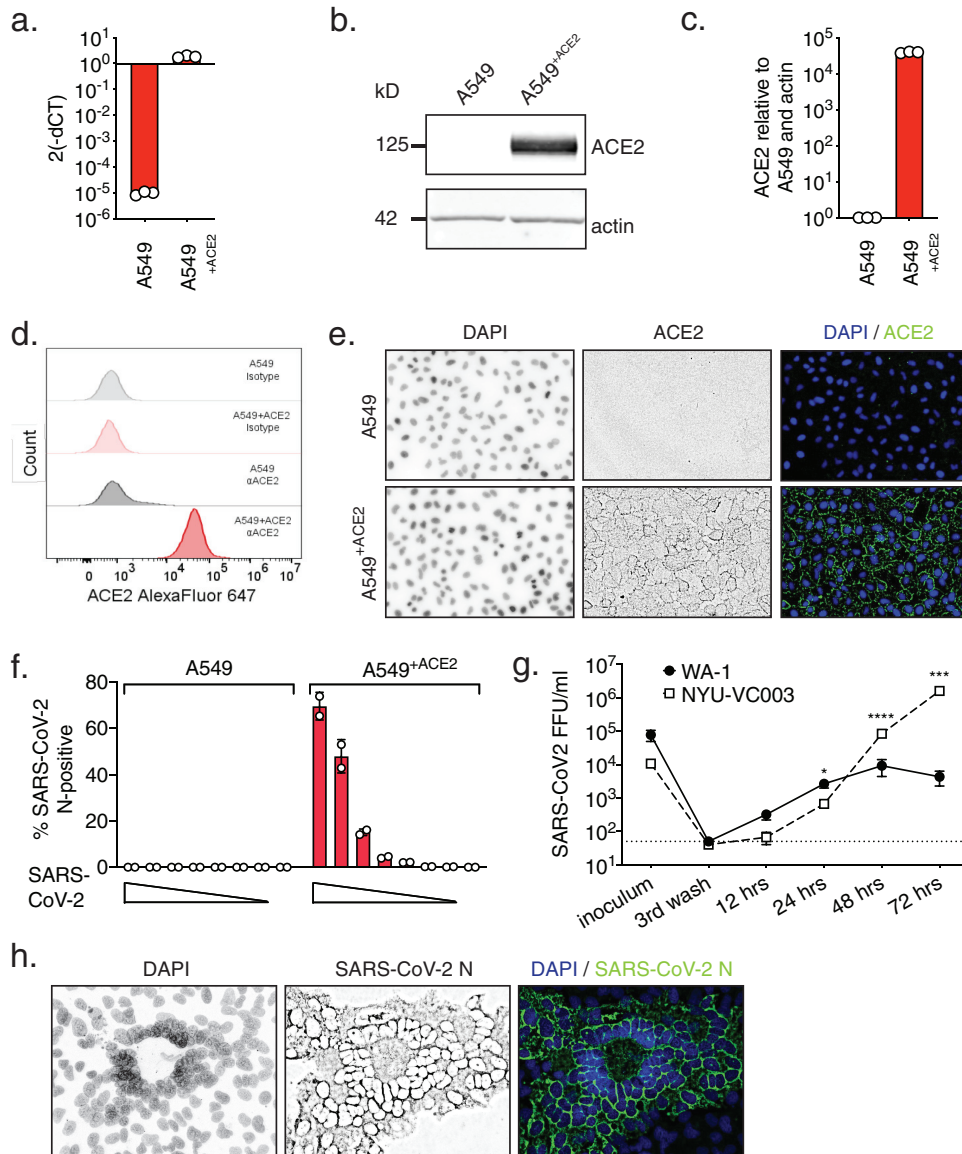 a.
2(-dCT)
10^1
10^0
10^-1
10^-2
10^-3
10^-4
10^-5
10^-6
A549
A549
+ACE2
b.
kD
A549
A549^+ACE2
125
ACE2
42
actin
c.
ACE2 relative to
A549 and actin
10^5
10^4
10^3
10^2
10^1
10^0
A549
A549
+ACE2
d.
Count
A549
Isotype
A549+ACE2
Isotype
A549
αACE2
A549+ACE2
αACE2
0 10^3 10^4 10^5 10^6 10^7
ACE2 AlexaFluor 647
e.
DAPI ACE2 DAPI / ACE2
A549
A549^+ACE2
f.
A549 A549^+ACE2
% SARS-CoV-2
N-positive
80
60
40
20
0
SARS-
CoV-2
g.
SARS-CoV2 FFU/ml
10^7
10^6
10^5
10^4
10^3
10^2
10^1
WA-1
NYU-VC003
*
****
***
inoculum
3rd wash
12 hrs
24 hrs
48 hrs
72 hrs
h.
DAPI SARS-CoV-2 N DAPI / SARS-CoV-2 N